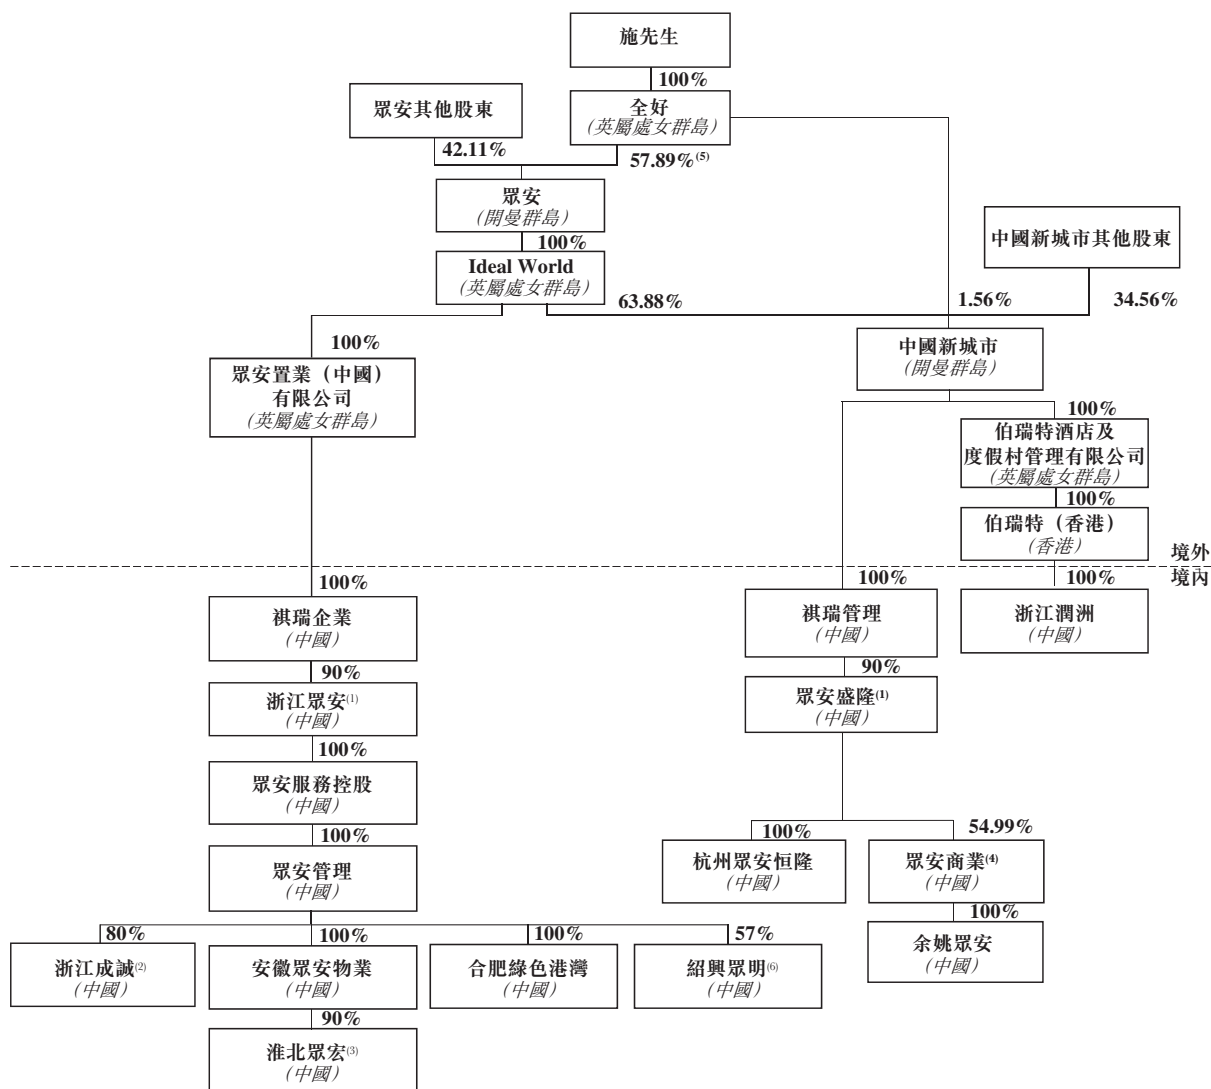 施先生
100%
眾安其他股東
全好
（英屬處女群島）
42.11%
57.89%(5)
眾安
（開曼群島）
100%
中國新城市其他股東
Ideal World
（英屬處女群島）
63.88%
1.56%
34.56%
100%
中國新城市
（開曼群島）
眾安置業（中國）
有限公司
（英屬處女群島）
100%
伯瑞特酒店及
度假村管理有限公司
（英屬處女群島）
100%
伯瑞特（香港）
（香港）
境外
境內
100%
100%
100%
祺瑞企業
（中國）
祺瑞管理
（中國）
浙江潤洲
（中國）
90%
90%
浙江眾安(1)
（中國）
眾安盛隆(1)
（中國）
100%
眾安服務控股
（中國）
100%
100%
54.99%
眾安管理
（中國）
杭州眾安恒隆
（中國）
眾安商業(4)
（中國）
100%
80%
100%
100%
57%
余姚眾安
（中國）
浙江成誠(2)
（中國）
安徽眾安物業
（中國）
合肥綠色港灣
（中國）
紹興眾明(6)
（中國）
90%
淮北眾宏(3)
（中國）